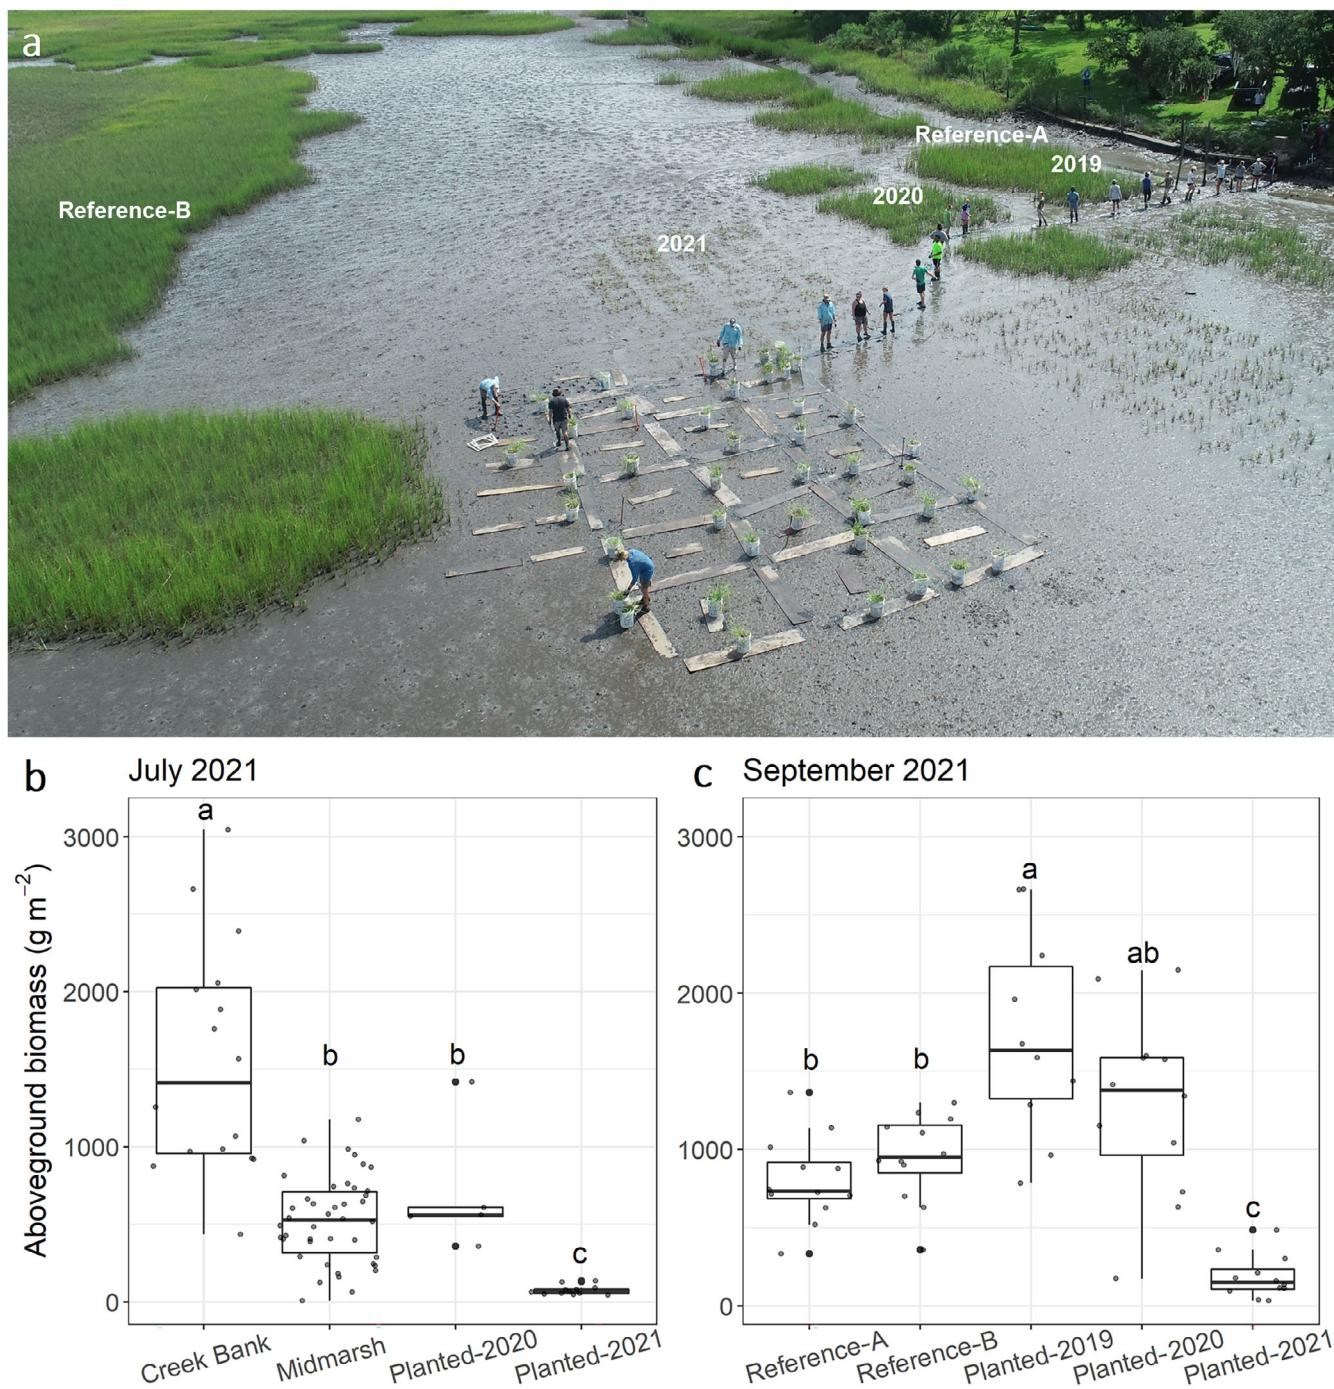 a
Reference-A
2019
Reference-B
2020
2021
b July 2021
Aboveground biomass (g m⁻²)
3000
2000
1000
0
a
b
b
c
Creek Bank
Midmarsh
Planted-2020
Planted-2021
c September 2021
3000
2000
1000
0
b
b
a
ab
c
Reference-A
Reference-B
Planted-2019
Planted-2020
Planted-2021